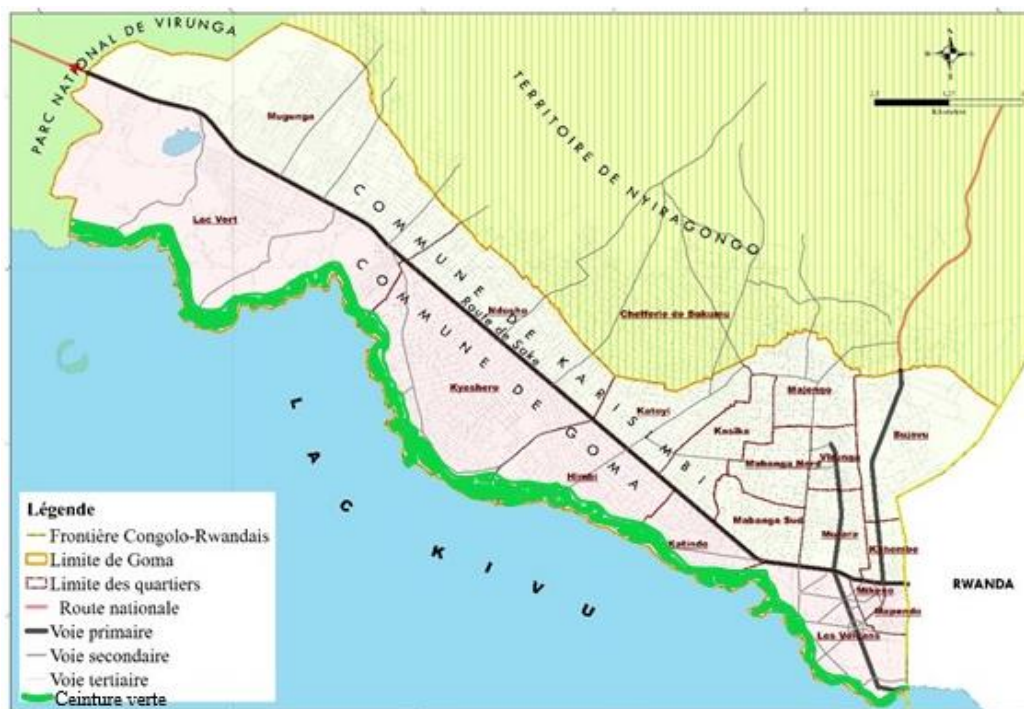 PARC NATIONAL DE VIRUNGA
TERRITOIRE DE NYIRAGONGO
Kilomètres
Mugunga
Lac Vert
COMMUNE DE KARISIMBI
COMMUNE DE GOMA
Route de Sake
Ndosho
Chefferie de Bakumu
Kyeshero
Majengo
Katoyi
Kasika
Bujovu
Virunga
Mabanga Nord
Himbi
Mabanga Sud
Murara
Katindo
Kahembe
Mikeno
Mapendo
Les Volcans
RWANDA
LAC KIVU
Légende
Frontière Congolo-Rwandais
Limite de Goma
Limite des quartiers
Route nationale
Voie primaire
Voie secondaire
Voie tertiaire
Ceinture verte